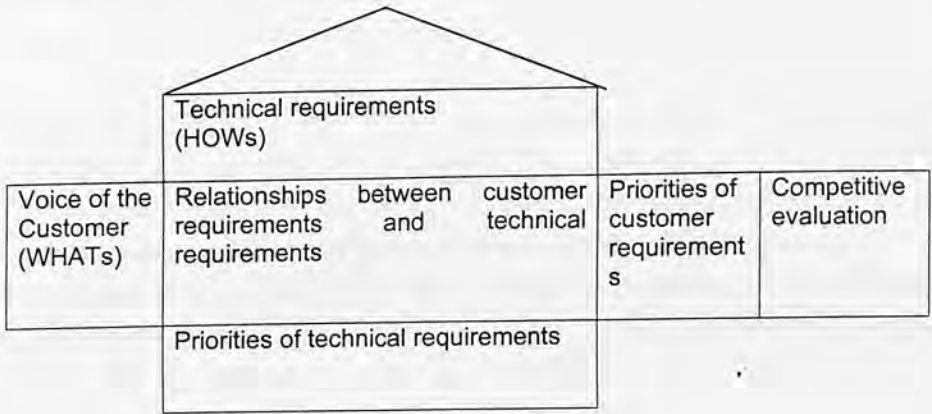 Technical requirements
(HOWs)
Voice of the
Customer
(WHATs)
Relationships between customer
requirements and technical
requirements
Priorities of
customer
requirement
s
Competitive
evaluation
Priorities of technical requirements